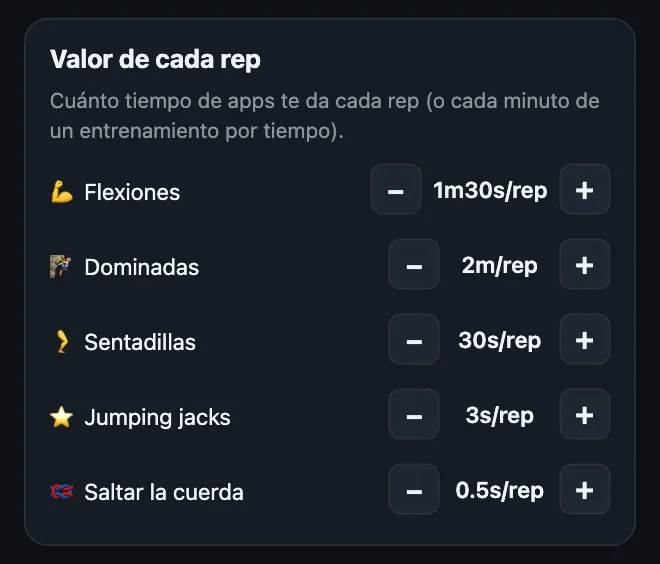 Valor de cada rep
Cuánto tiempo de apps te da cada rep (o cada minuto de
un entrenamiento por tiempo).
Flexiones − 1m30s/rep +
Dominadas − 2m/rep +
Sentadillas − 30s/rep +
Jumping jacks − 3s/rep +
Saltar la cuerda − 0.5s/rep +